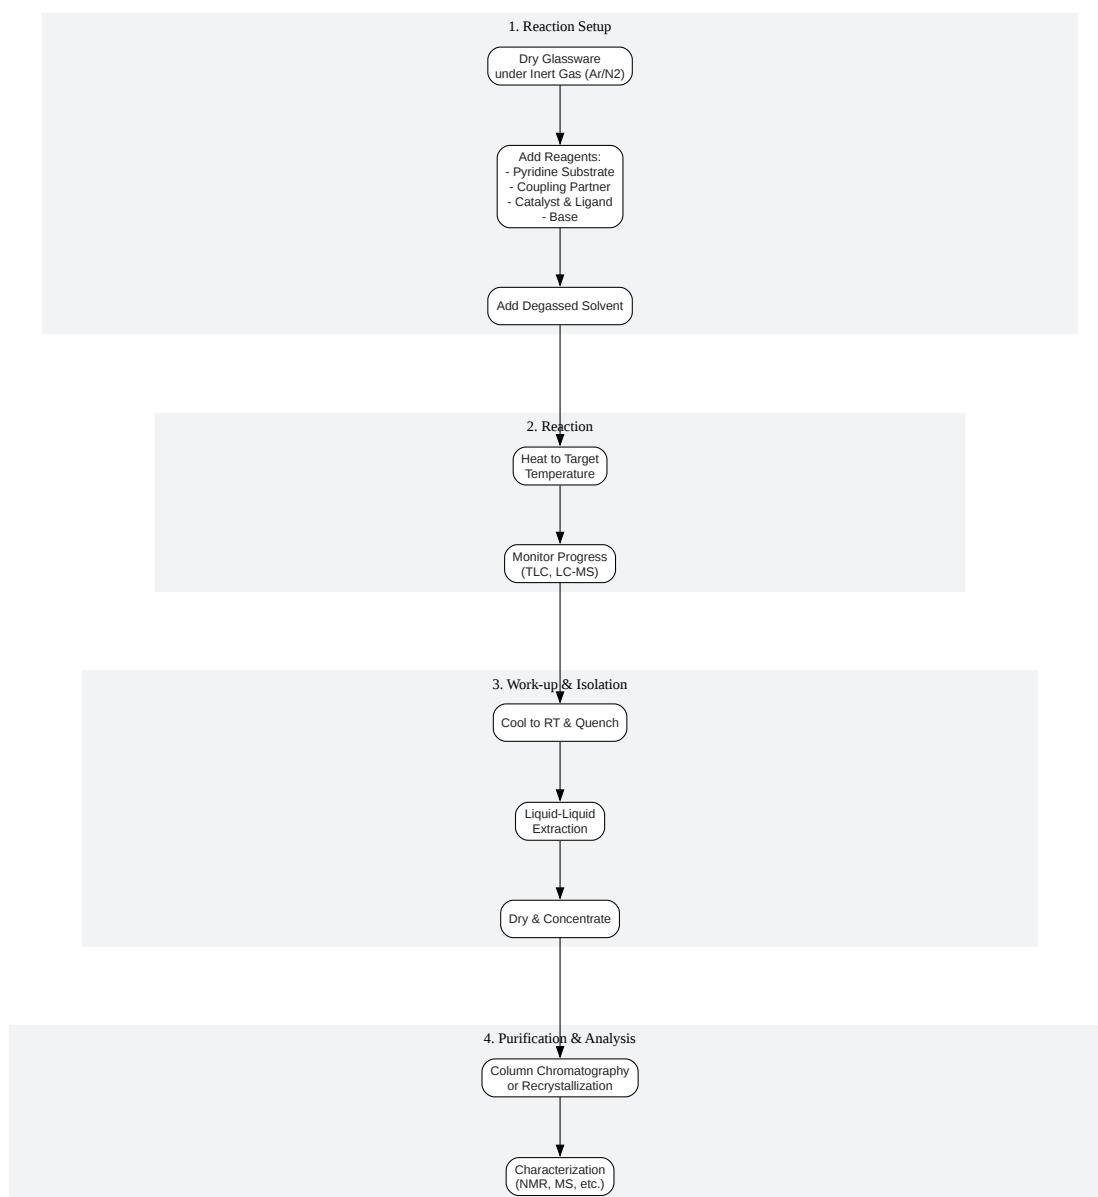 1. Reaction Setup
Dry Glassware
under Inert Gas (Ar/N2)
Add Reagents:
- Pyridine Substrate
- Coupling Partner
- Catalyst & Ligand
- Base
Add Degassed Solvent
2. Reaction
Heat to Target
Temperature
Monitor Progress
(TLC, LC-MS)
3. Work-up & Isolation
Cool to RT & Quench
Liquid-Liquid
Extraction
Dry & Concentrate
4. Purification & Analysis
Column Chromatography
or Recrystallization
Characterization
(NMR, MS, etc.)